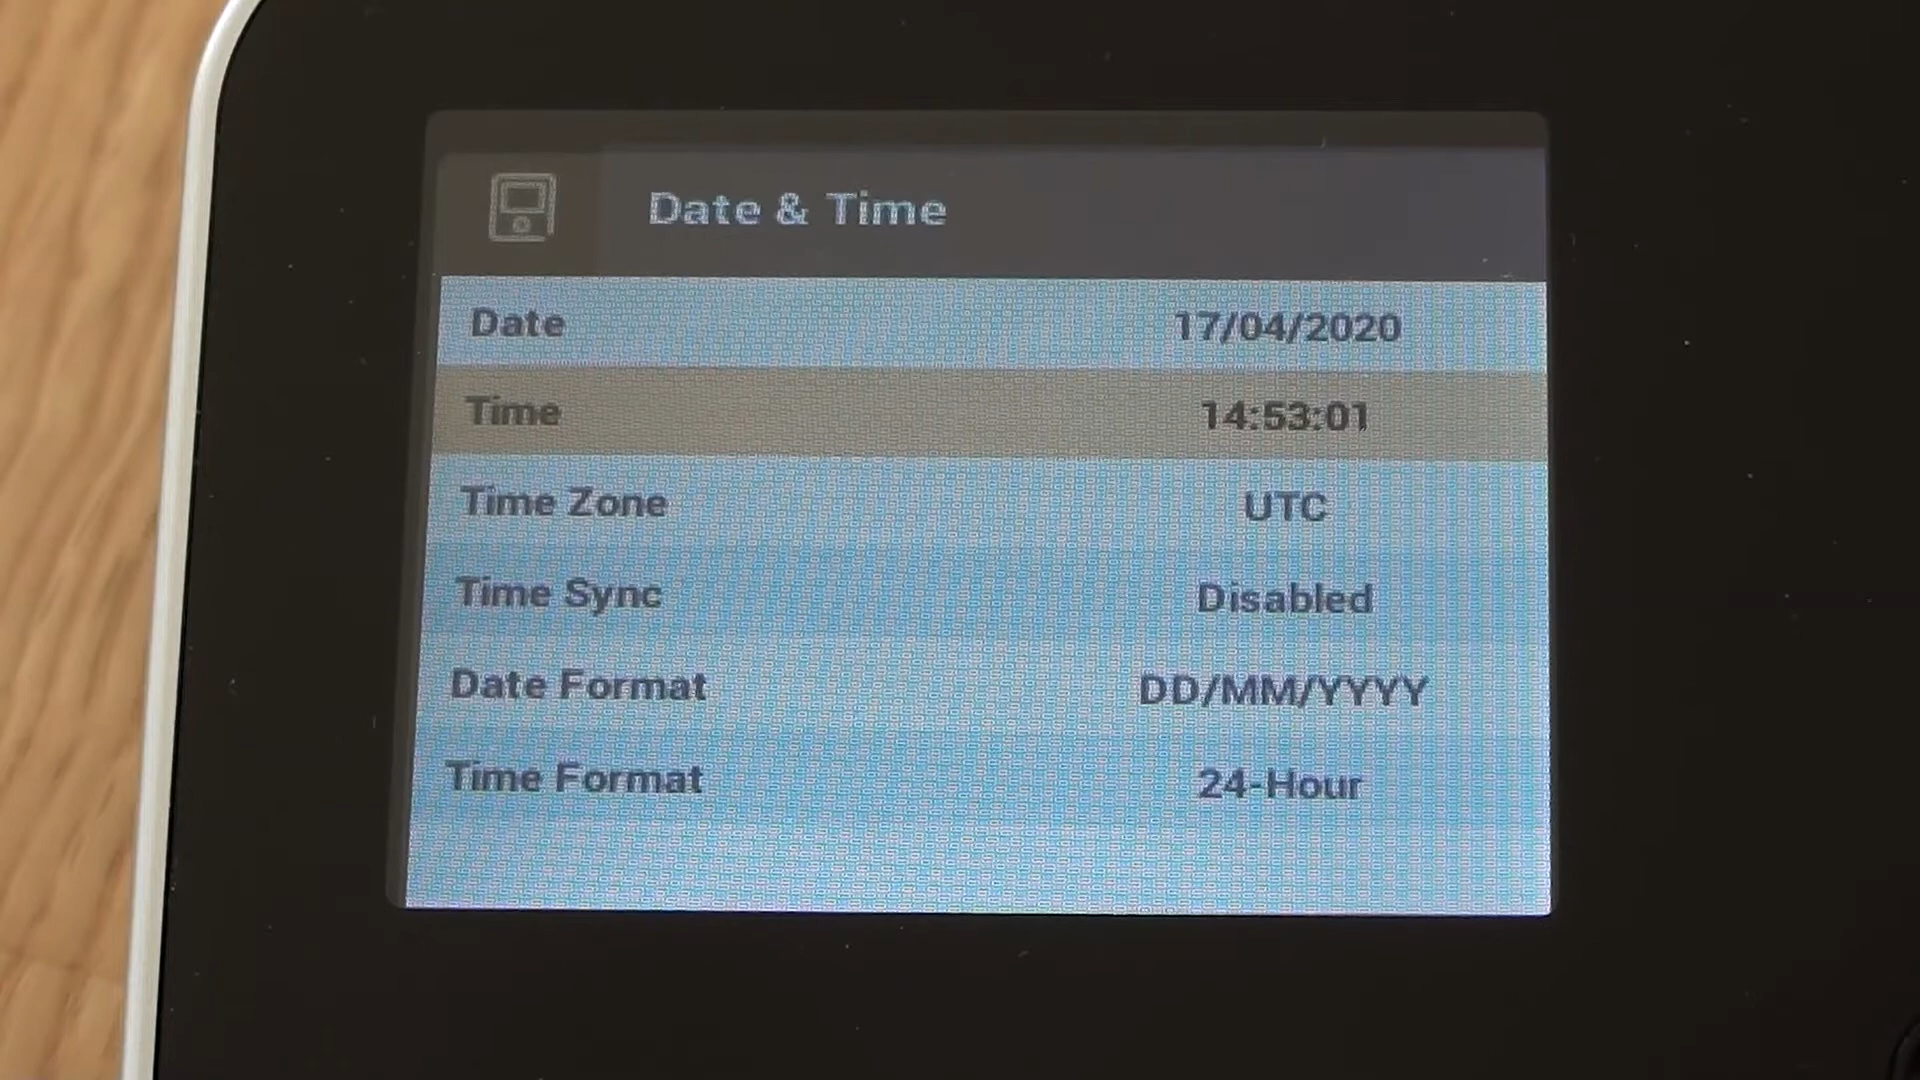 Date & Time
Date 17/04/2020
Time 14:53:01
Time Zone UTC
Time Sync Disabled
Date Format DD/MM/YYYY
Time Format 24-Hour